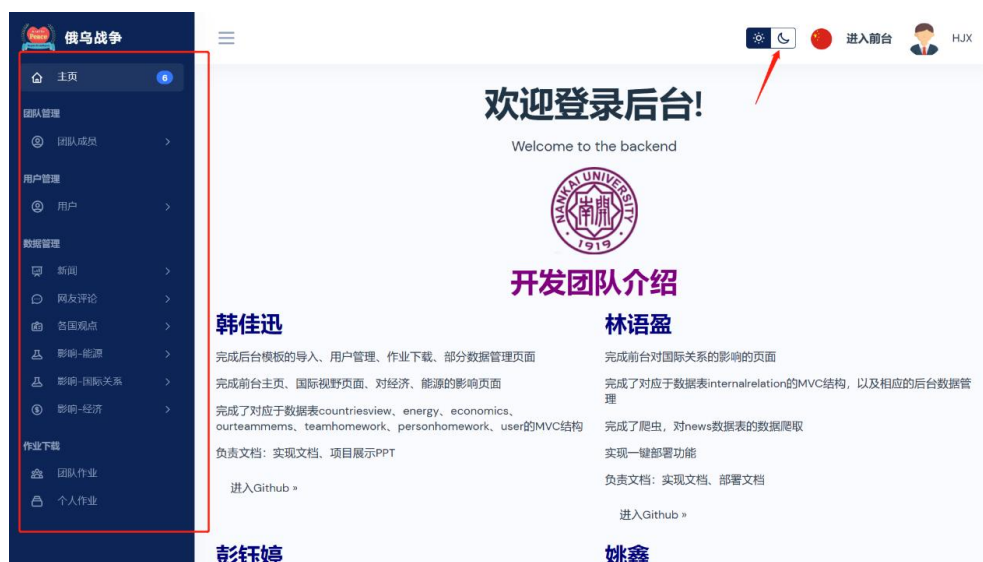 俄乌战争
进入前台
HJX
主页
6
团队管理
团队成员
用户管理
用户
数据管理
新闻
网友评论
各国观点
影响-能源
影响-国际关系
影响-经济
作业下载
团队作业
个人作业
欢迎登录后台!
Welcome to the backend
NANKAI UNIVERSITY
南開
1919
开发团队介绍
韩佳迅
完成后台模板的导入、用户管理、作业下载、部分数据管理页面
完成前台主页、国际视野页面、对经济、能源的影响页面
完成了对应于数据表countriesview、energy、economics、
ourteammems、teamhomework、personhomework、user的MVC结构
负责文档：实现文档、项目展示PPT
进入Github »
林语盈
完成前台对国际关系的影响的页面
完成了对应于数据表internalrelation的MVC结构，以及相应的后台数据管
理
完成了爬虫，对news数据表的数据爬取
实现一键部署功能
负责文档：实现文档、部署文档
进入Github »
彭钰婷
姚鑫